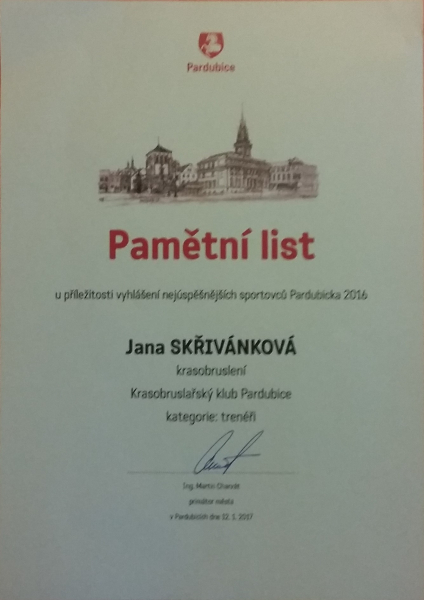 Pardubice
Pamětní list
u příležitosti vyhlášení nejúspěšnějších sportovců Pardubicka 2016
Jana SKŘIVÁNKOVÁ
krasobruslení
Krasobruslařský klub Pardubice
kategorie: trenéři
Ing. Martin Charvát
primátor města
v Pardubicích dne 12. 1. 2017